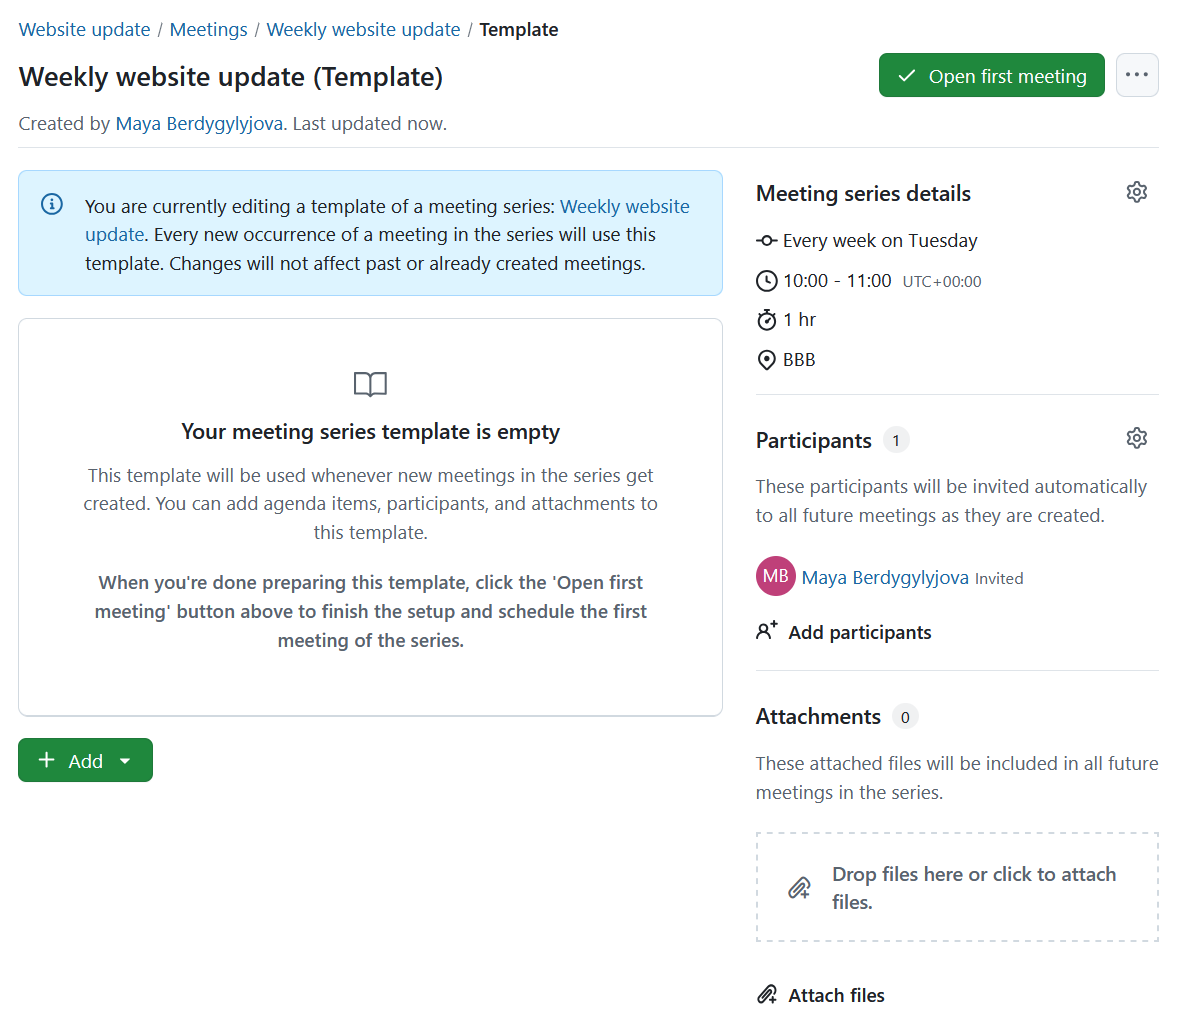 Website update / Meetings / Weekly website update / Template
Weekly website update (Template)
Open first meeting
Created by Maya Berdygylyjova. Last updated now.
You are currently editing a template of a meeting series: Weekly website
update. Every new occurrence of a meeting in the series will use this
template. Changes will not affect past or already created meetings.
Your meeting series template is empty
This template will be used whenever new meetings in the series get
created. You can add agenda items, participants, and attachments to
this template.
When you're done preparing this template, click the 'Open first
meeting' button above to finish the setup and schedule the first
meeting of the series.
Add
Meeting series details
Every week on Tuesday
10:00 - 11:00 UTC+00:00
1 hr
BBB
Participants 1
These participants will be invited automatically
to all future meetings as they are created.
MB Maya Berdygylyjova Invited
Add participants
Attachments 0
These attached files will be included in all future
meetings in the series.
Drop files here or click to attach
files.
Attach files